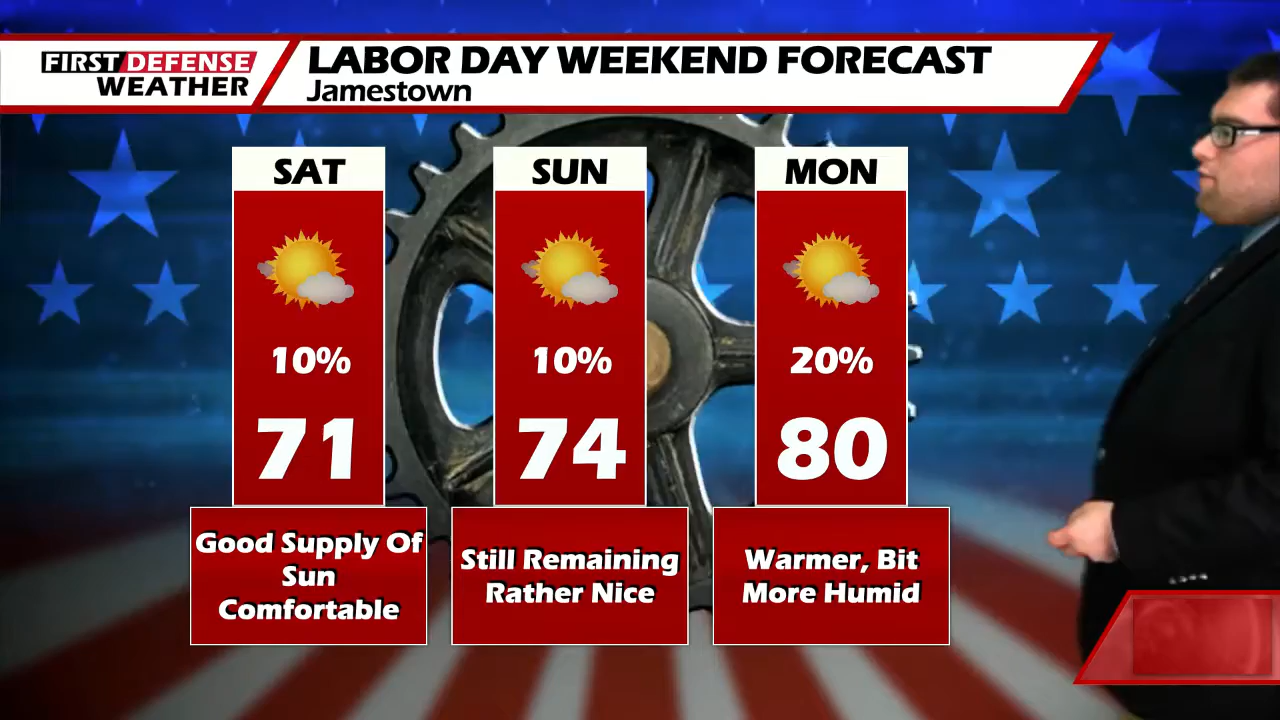 FIRST DEFENSE
WEATHER
LABOR DAY WEEKEND FORECAST
Jamestown
SAT
10%
71
Good Supply Of
Sun
Comfortable
SUN
10%
74
Still Remaining
Rather Nice
MON
20%
80
Warmer, Bit
More Humid